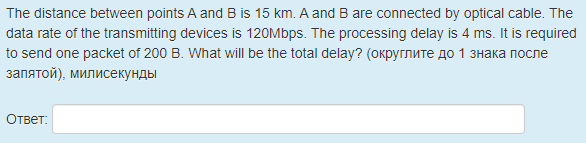 The distance between points A and B is 15 km. A and B are connected by optical cable. The
data rate of the transmitting devices is 120Mbps. The processing delay is 4 ms. It is required
to send one packet of 200 B. What will be the total delay? (округлите до 1 знака после
запятой), милисекунды
Ответ: